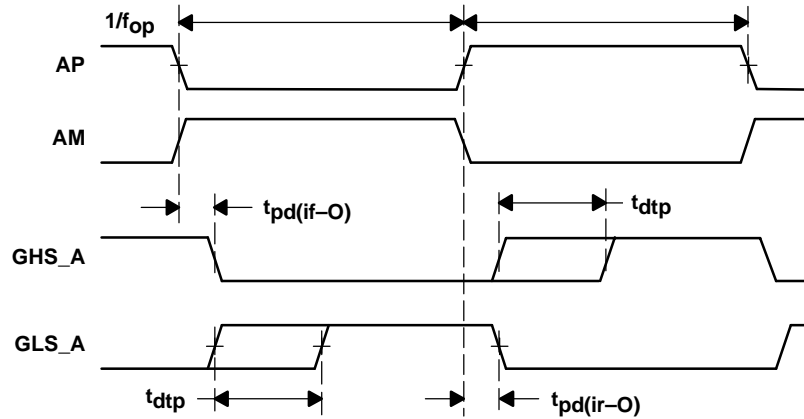 1/fop
AP
AM
tpd(if–O)
tdtp
GHS_A
GLS_A
tdtp
tpd(ir–O)